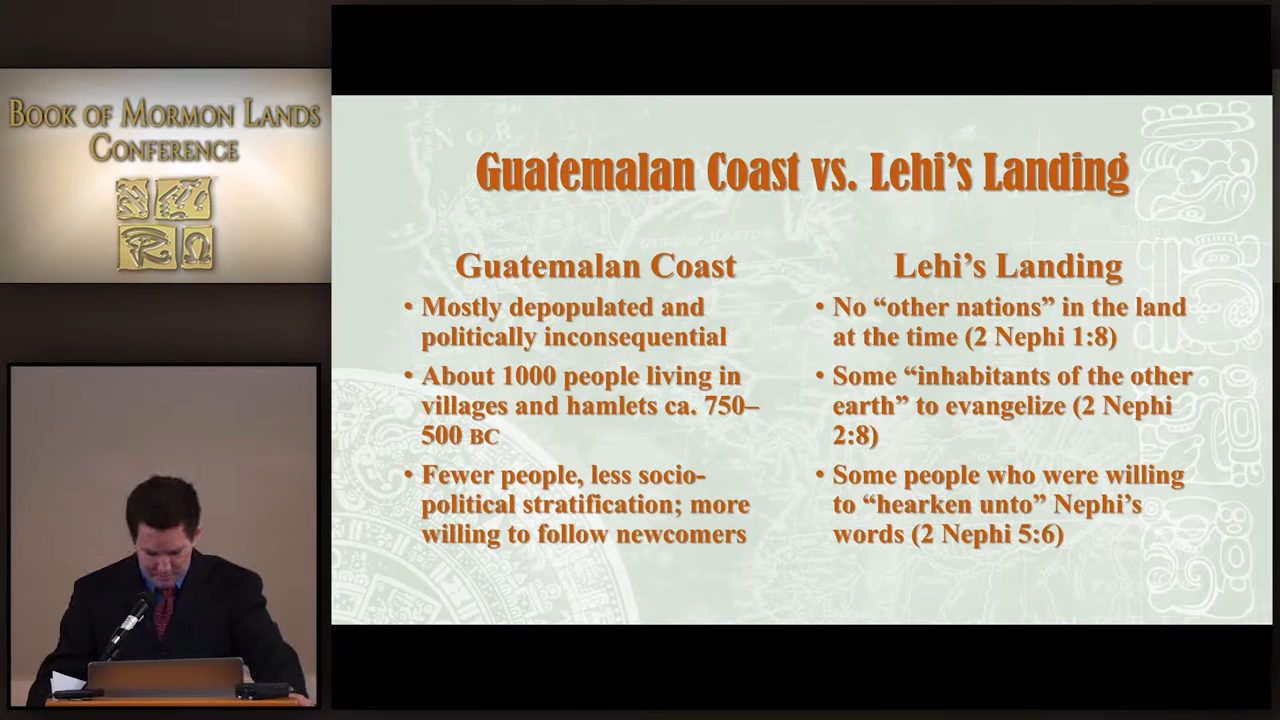 BOOK OF MORMON LANDS
CONFERENCE
Guatemalan Coast vs. Lehi's Landing
Guatemalan Coast
• Mostly depopulated and
politically inconsequential
• About 1000 people living in
villages and hamlets ca. 750–
500 BC
• Fewer people, less socio-
political stratification; more
willing to follow newcomers
Lehi's Landing
• No “other nations” in the land
at the time (2 Nephi 1:8)
• Some “inhabitants of the other
earth” to evangelize (2 Nephi
2:8)
• Some people who were willing
to “hearken unto” Nephi's
words (2 Nephi 5:6)